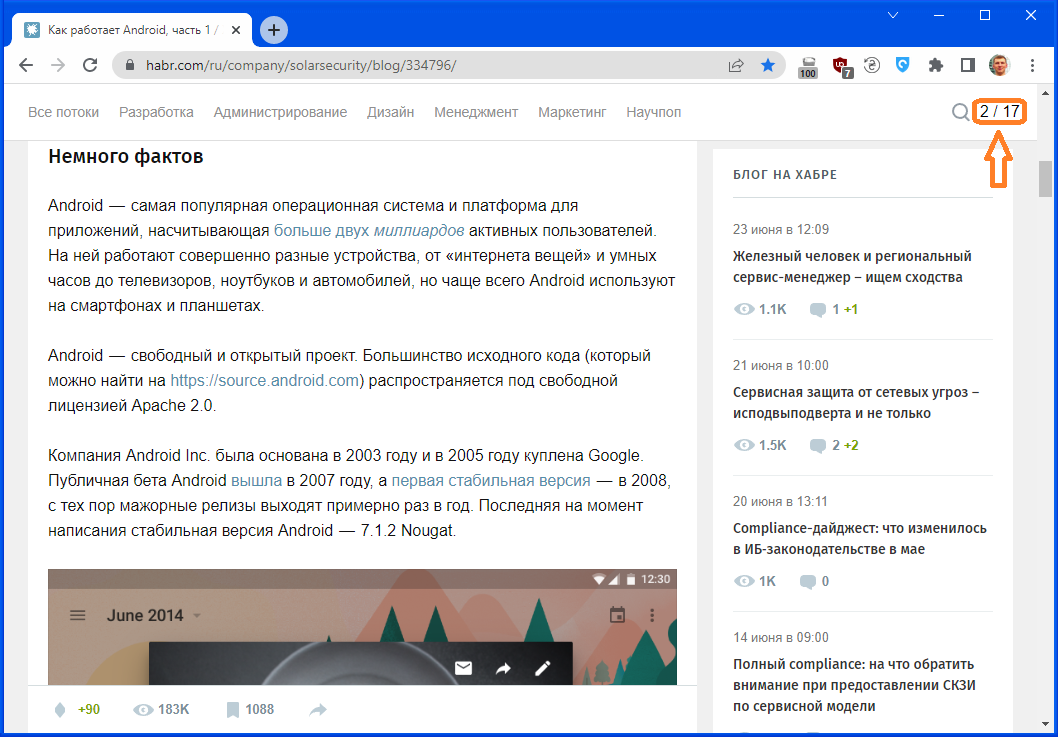 Как работает Android, часть 1 /
habr.com/ru/company/solarsecurity/blog/334796/
100
7
Все потоки Разработка Администрирование Дизайн Менеджмент Маркетинг Научпоп
2 / 17
Немного фактов
Android — самая популярная операционная система и платформа для
приложений, насчитывающая больше двух миллиардов активных пользователей.
На ней работают совершенно разные устройства, от «интернета вещей» и умных
часов до телевизоров, ноутбуков и автомобилей, но чаще всего Android используют
на смартфонах и планшетах.
Android — свободный и открытый проект. Большинство исходного кода (который
можно найти на https://source.android.com) распространяется под свободной
лицензией Apache 2.0.
Компания Android Inc. была основана в 2003 году и в 2005 году куплена Google.
Публичная бета Android вышла в 2007 году, а первая стабильная версия — в 2008,
с тех пор мажорные релизы выходят примерно раз в год. Последняя на момент
написания стабильная версия Android — 7.1.2 Nougat.
12:30
June 2014
+90 183K 1088
БЛОГ НА ХАБРЕ
23 июня в 12:09
Железный человек и региональный
сервис-менеджер – ищем сходства
1.1K 1 +1
21 июня в 10:00
Сервисная защита от сетевых угроз –
исподвыподверта и не только
1.5K 2 +2
20 июня в 13:11
Compliance-дайджест: что изменилось
в ИБ-законодательстве в мае
1K 0
14 июня в 09:00
Полный compliance: на что обратить
внимание при предоставлении СКЗИ
по сервисной модели